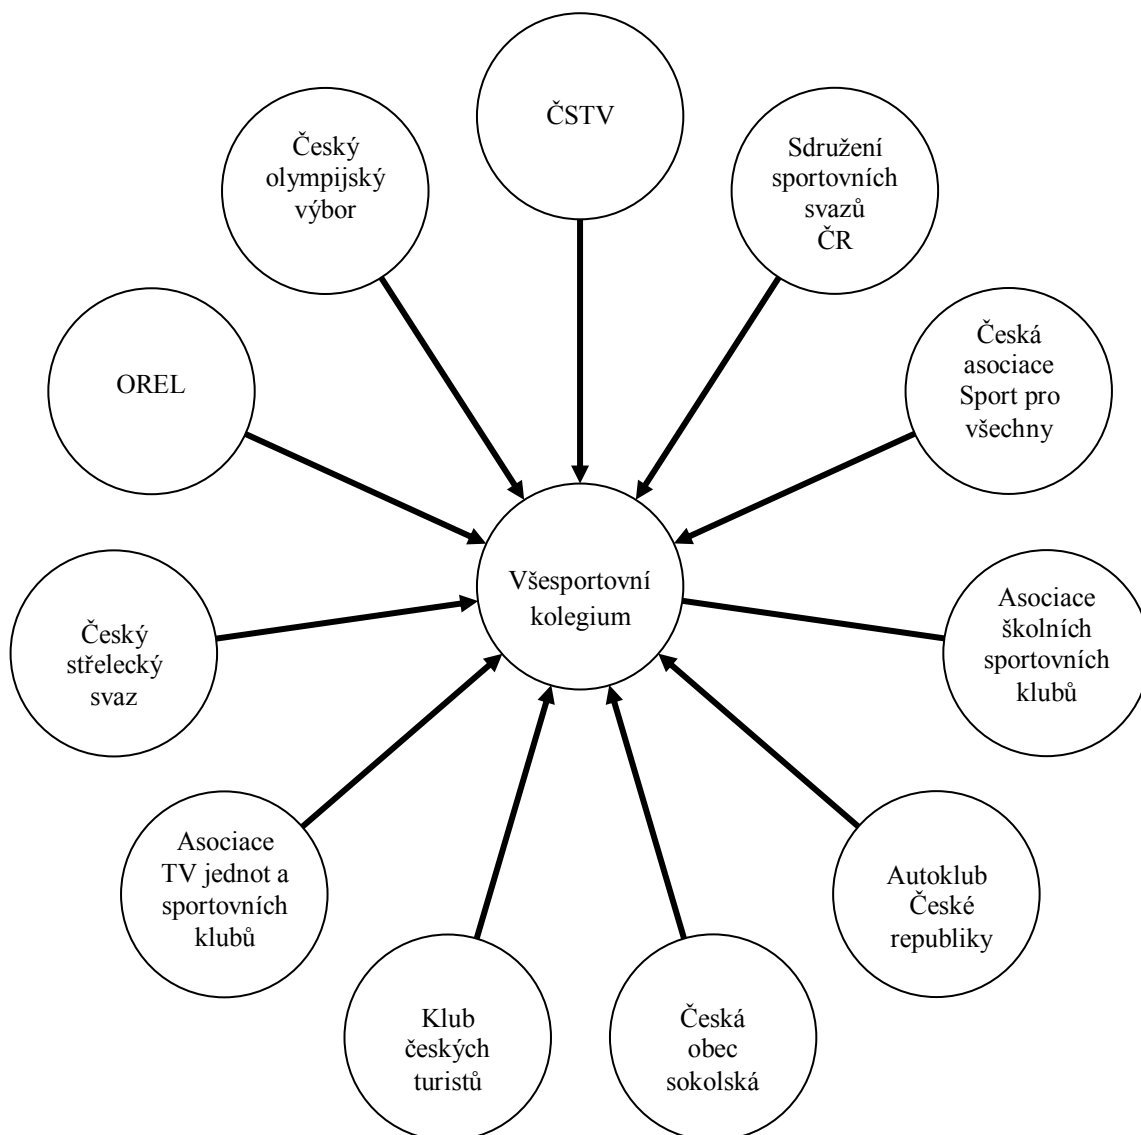 ČSTV
Český
olympijský
výbor
Sdružení
sportovních
svazů
ČR
Česká
asociace
Sport pro
všechny
OREL
Všesportovní
kolegium
Asociace
školních
sportovních
klubů
Český
střelecký
svaz
Asociace
TV jednot a
sportovních
klubů
Autoklub
České
republiky
Klub
českých
turistů
Česká
obec
sokolská